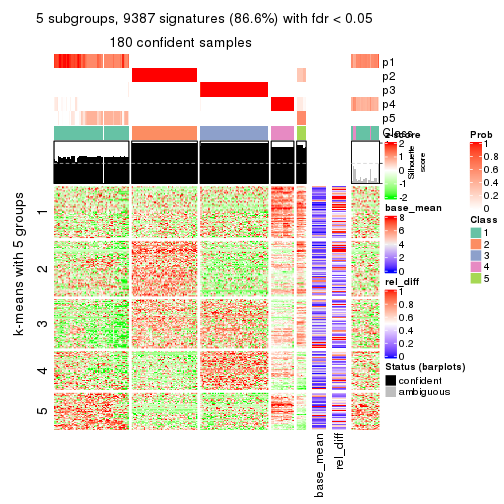 5 subgroups, 9387 signatures (86.6%) with fdr < 0.05
180 confident samples
p1
p2
p3
p4
p5
Class
z-score
2
1
0
-1
-2
Silhouette
score
1
2
3
4
5
k-means with 5 groups
base_mean
rel_diff
base_mean
8
6
4
2
0
rel_diff
1
0.8
0.6
0.4
0.2
0
Prob
1
0.8
0.6
0.4
0.2
0
Class
1
2
3
4
5
Status (barplots)
confident
ambiguous